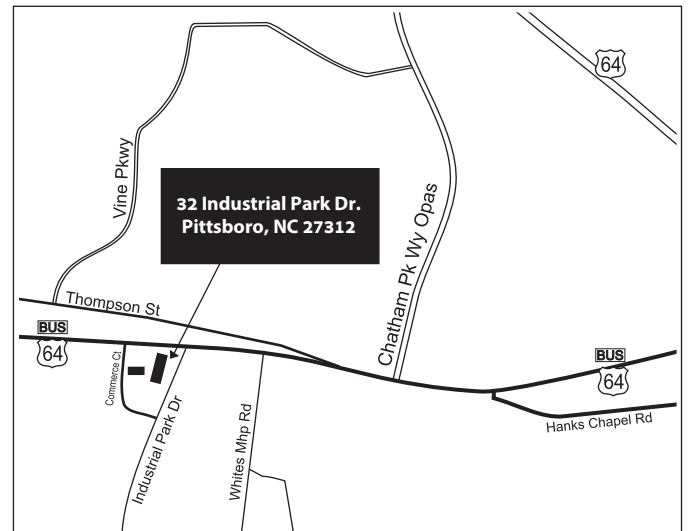 64
Vine Pkwy
32 Industrial Park Dr.
Pittsboro, NC 27312
Chatham Pk Wy Opas
Thompson St
BUS
64
Commerce Ct
Industrial Park Dr
Whites Mhp Rd
BUS
64
Hanks Chapel Rd